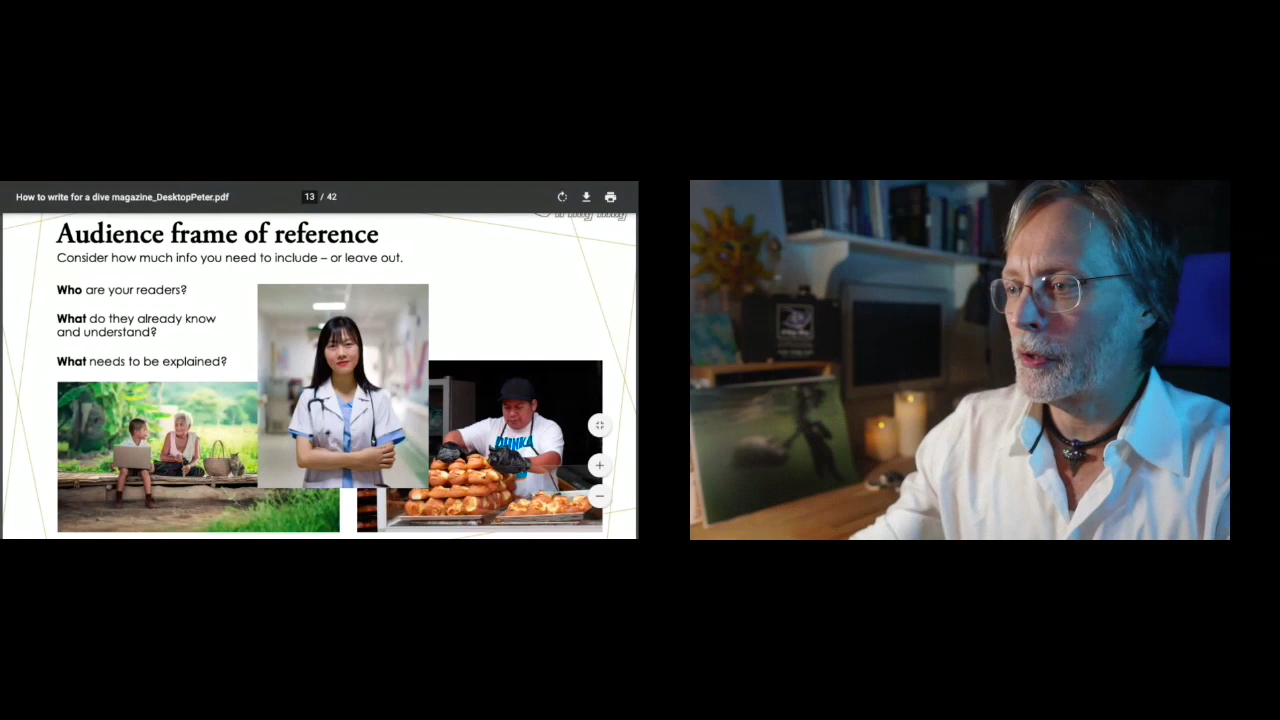 How to write for a dive magazine_DesktopPeter.pdf
13 / 42
Audience frame of reference
Consider how much info you need to include – or leave out.
Who are your readers?
What do they already know
and understand?
What needs to be explained?